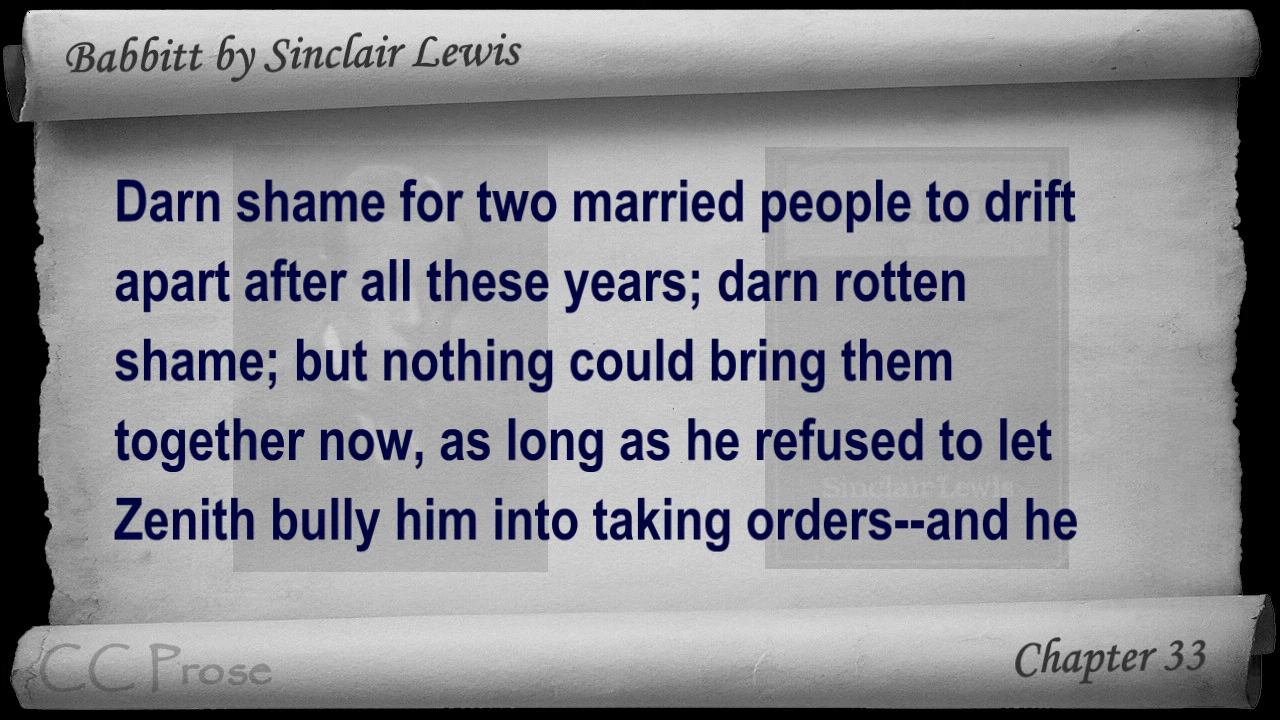 Babbitt by Sinclair Lewis
Darn shame for two married people to drift
apart after all these years; darn rotten
shame; but nothing could bring them
together now, as long as he refused to let
Sinclair Lewis
Zenith bully him into taking orders--and he
CC Prose
Chapter 33